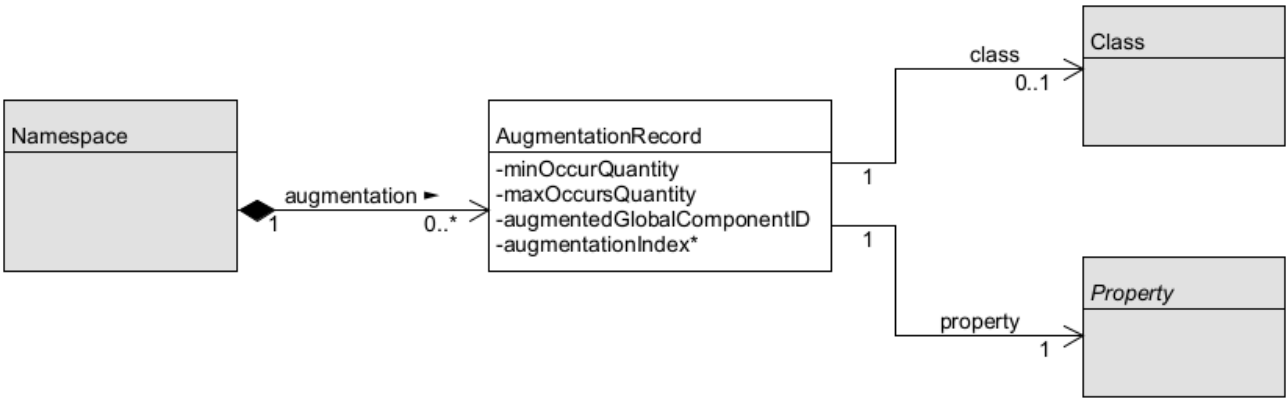 Namespace
augmentation ►
1
0..*
AugmentationRecord
-minOccurQuantity
-maxOccursQuantity
-augmentedGlobalComponentID
-augmentationIndex*
class
0..1
1
Class
1
property
1
Property